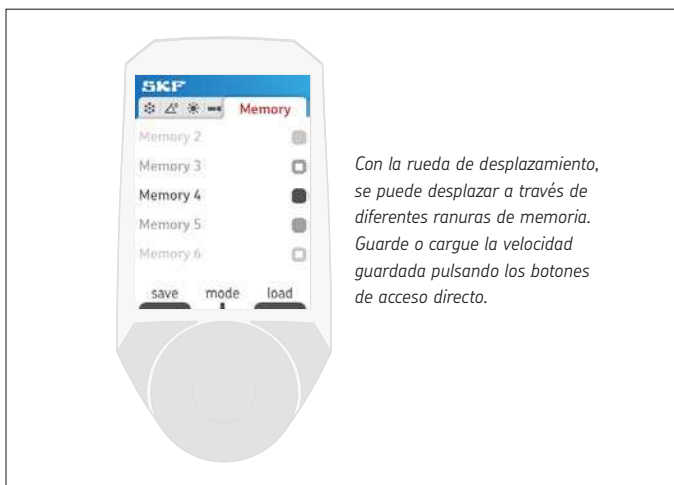 SKF
Memory
Memory 2
Memory 3
Memory 4
Memory 5
Memory 6
save mode load
Con la rueda de desplazamiento,
se puede desplazar a través de
diferentes ranuras de memoria.
Guarde o cargue la velocidad
guardada pulsando los botones
de acceso directo.